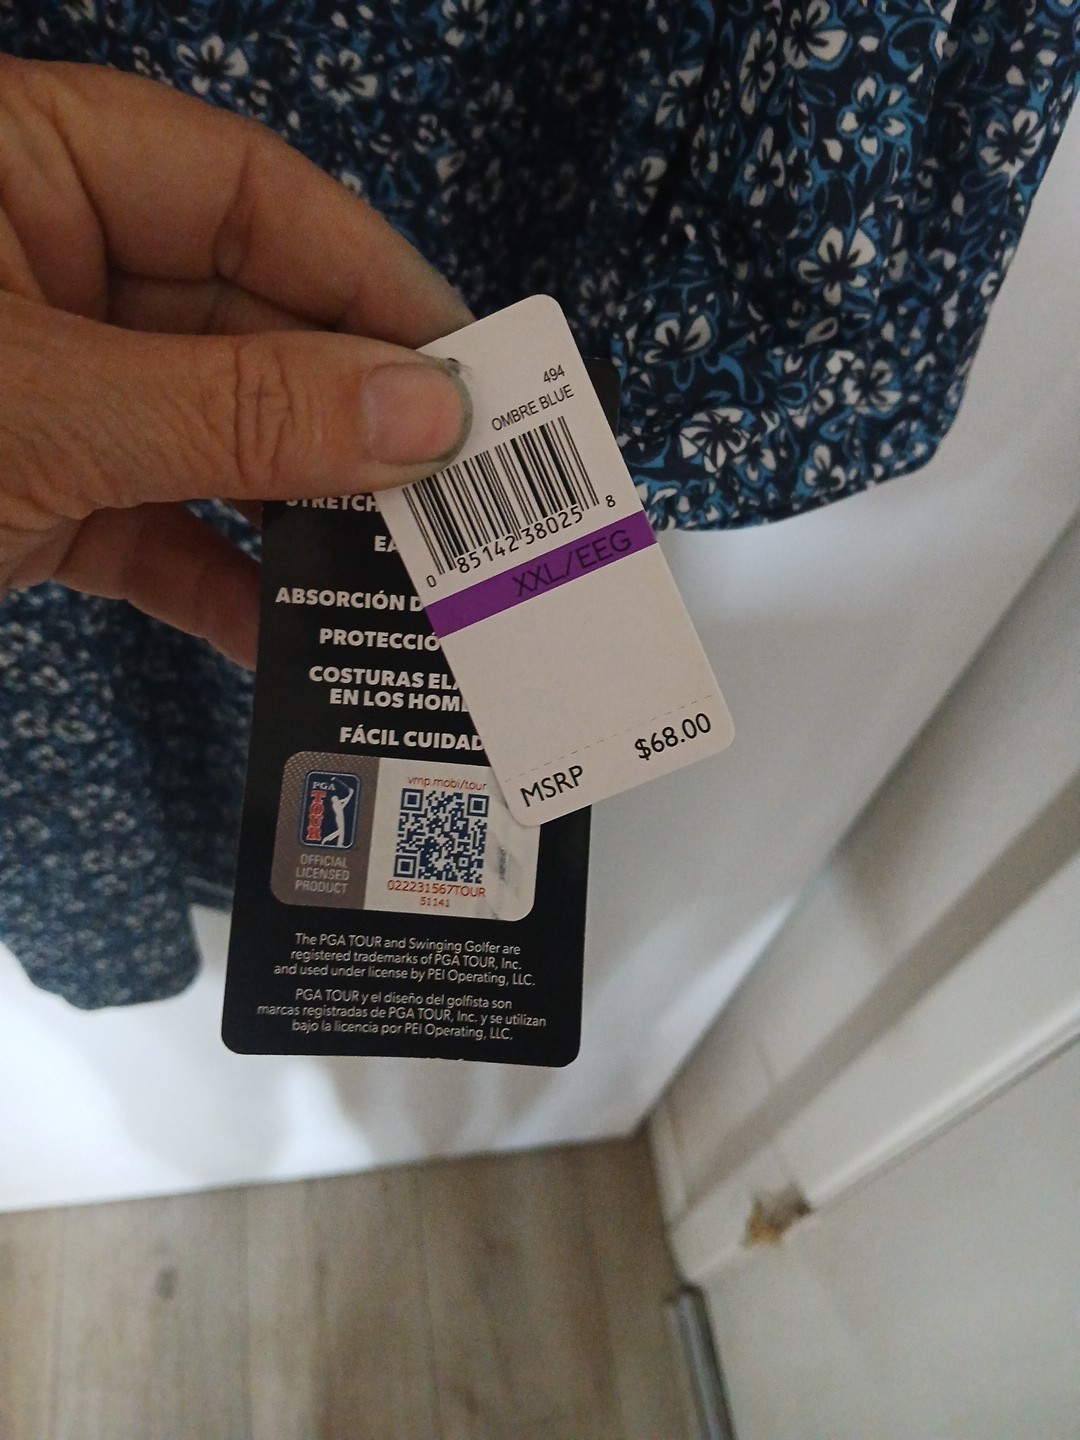 494
OMBRE BLUE
0 85142 38025 8
XXL/EEG
MSRP $68.00
STRETCH
ABSORCIÓN
PROTECCIÓ
COSTURAS
EN LOS
FÁCIL CUIDAD
vmp.mobi/tour
PGA
TOUR
OFFICIAL
LICENSED
PRODUCT
022231567TOUR
51141
The PGA TOUR and Swinging Golfer are
registered trademarks of PGA TOUR, Inc.
and used under license by PEI Operating, LLC.
PGA TOUR y el diseño del golfista son
marcas registradas de PGA TOUR, Inc. y se utilizan
bajo la licencia por PEI Operating, LLC.